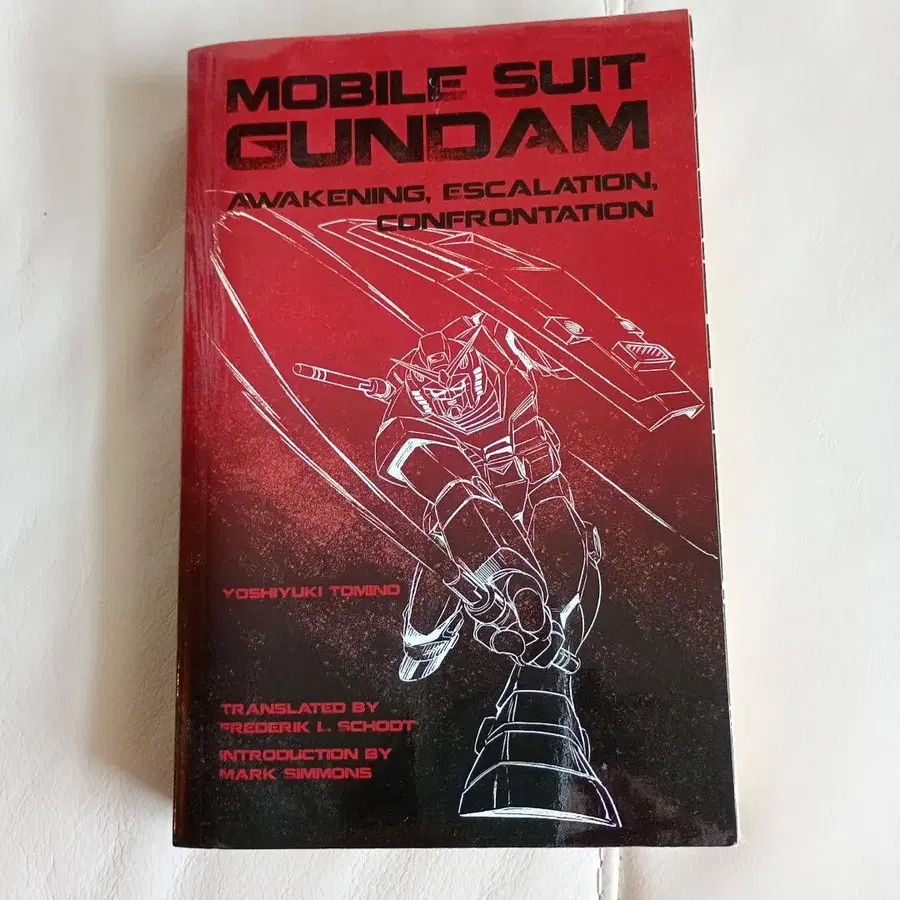 MOBILE SUIT
GUNDAM
AWAKENING, ESCALATION,
CONFRONTATION
YOSHIYUKI TOMINO
TRANSLATED BY
FREDERIK L. SCHODT
INTRODUCTION BY
MARK SIMMONS